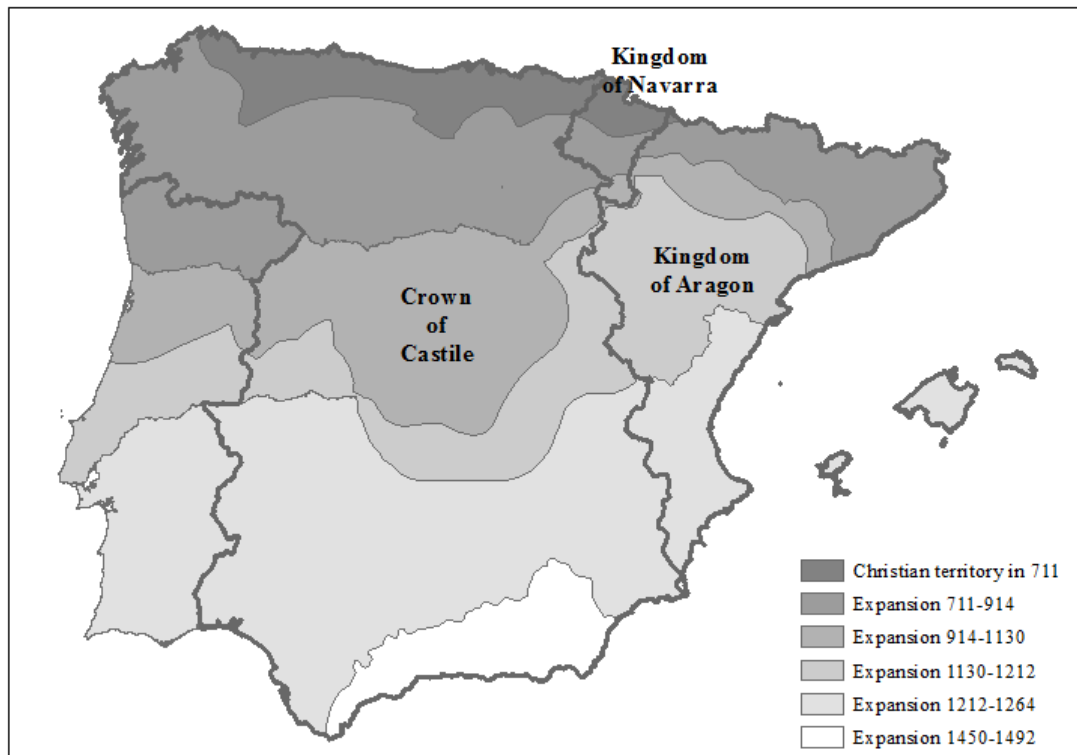 Kingdom
of Navarra
Kingdom
of Aragon
Crown
of
Castile
Christian territory in 711
Expansion 711-914
Expansion 914-1130
Expansion 1130-1212
Expansion 1212-1264
Expansion 1450-1492